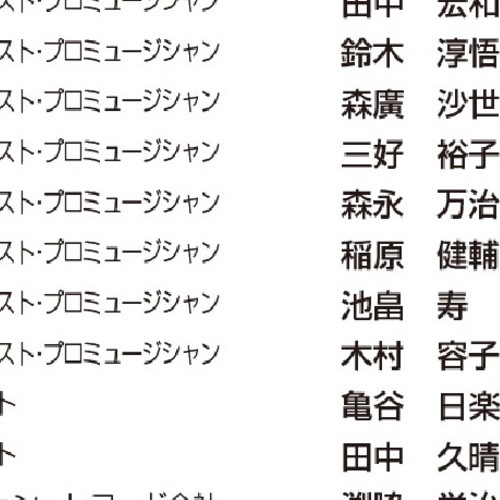 スト・プロミュージシャン 田中 宏和
スト・プロミュージシャン 鈴木 淳悟
スト・プロミュージシャン 森廣 沙世
スト・プロミュージシャン 三好 裕子
スト・プロミュージシャン 森永 万治
スト・プロミュージシャン 稲原 健輔
スト・プロミュージシャン 池畠 寿
スト・プロミュージシャン 木村 容子
ト 亀谷 日楽
ト 田中 久晴